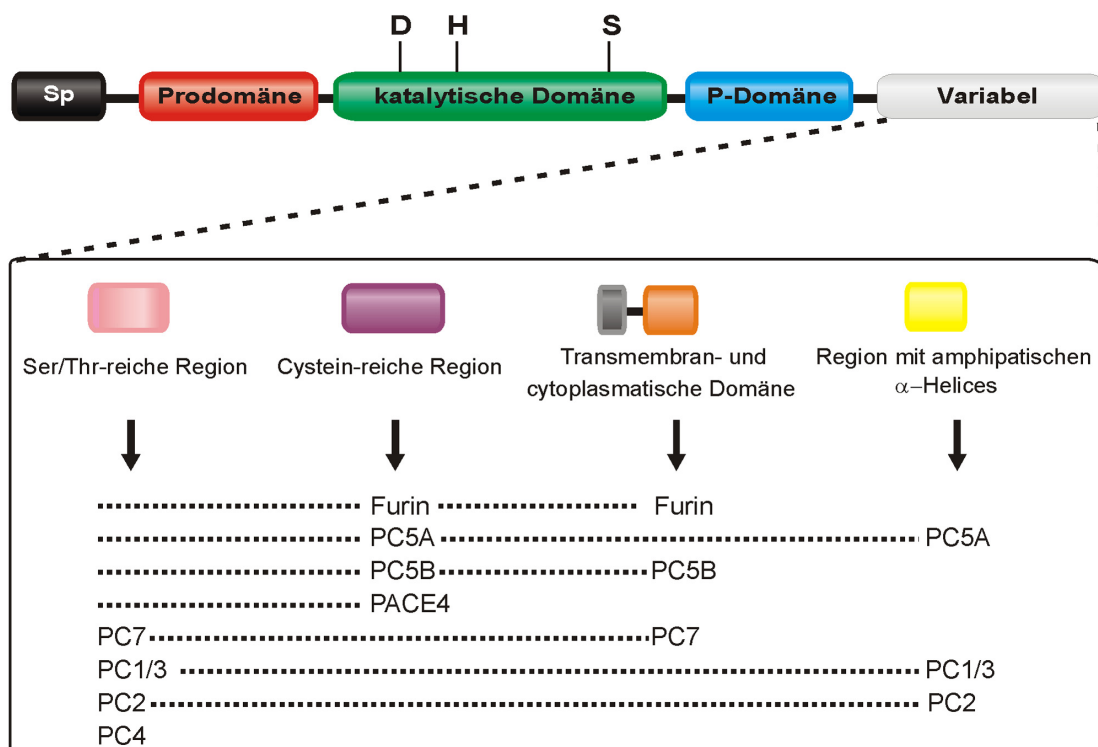 D H S
Sp Prodomäne katalytische Domäne P-Domäne Variabel
Ser/Thr-reiche Region
Cystein-reiche Region
Transmembran- und
cytoplasmatische Domäne
Region mit amphipatischen
α–Helices
Furin Furin
PC5A PC5A
PC5B PC5B
PACE4
PC7 PC7
PC1/3 PC1/3
PC2 PC2
PC4